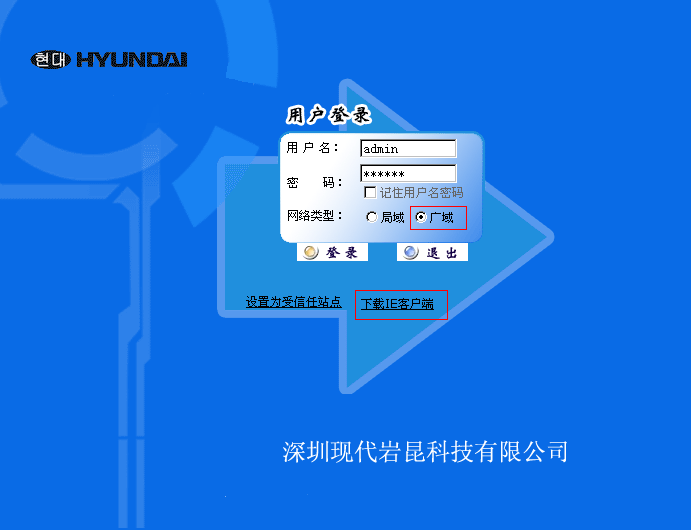 현대 HYUNDAI
用户登录
用 户 名： admin
密 码： ******
记住用户名密码
网络类型： 局域 广域
登 录 退 出
设置为受信任站点 下载IE客户端
深圳现代岩昆科技有限公司